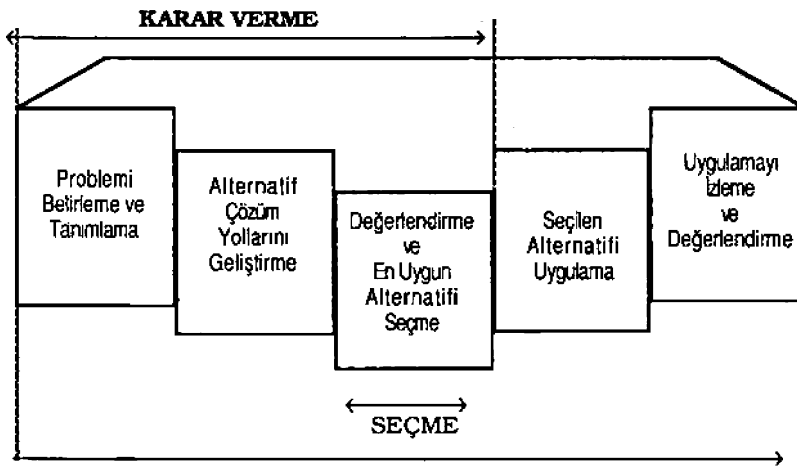 KARAR VERME
Problemi
Belirleme ve
Tanımlama
Alternatif
Çözüm
Yollarını
Geliştirme
Değerlendirme
ve
En Uygun
Alternatifi
Seçme
Seçilen
Alternatifi
Uygulama
Uygulamayı
İzleme
ve
Değerlendirme
SEÇME